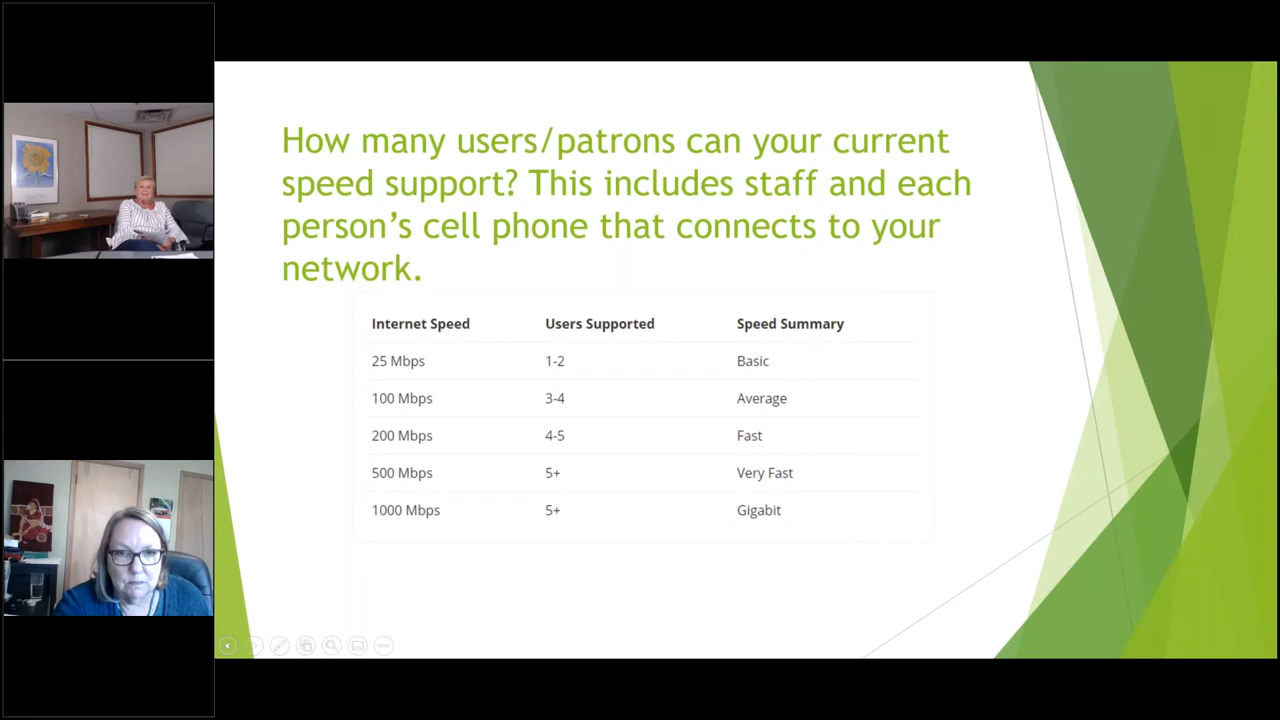 How many users/patrons can your current
speed support? This includes staff and each
person’s cell phone that connects to your
network.
Internet Speed Users Supported Speed Summary
25 Mbps 1-2 Basic
100 Mbps 3-4 Average
200 Mbps 4-5 Fast
500 Mbps 5+ Very Fast
1000 Mbps 5+ Gigabit